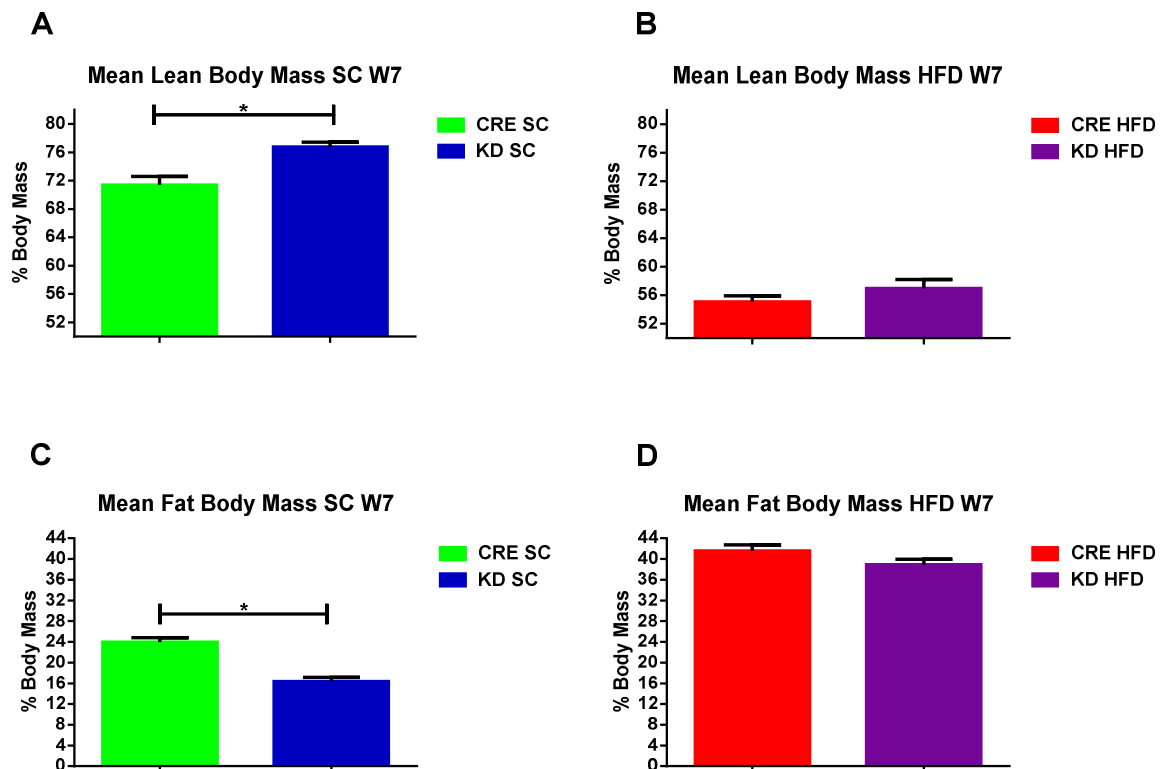 A
Mean Lean Body Mass SC W7
*
% Body Mass
80
76
72
68
64
60
56
52
CRE SC
KD SC
B
Mean Lean Body Mass HFD W7
% Body Mass
80
76
72
68
64
60
56
52
CRE HFD
KD HFD
C
Mean Fat Body Mass SC W7
*
% Body Mass
44
40
36
32
28
24
20
16
12
8
4
0
CRE SC
KD SC
D
Mean Fat Body Mass HFD W7
% Body Mass
44
40
36
32
28
24
20
16
12
8
4
0
CRE HFD
KD HFD